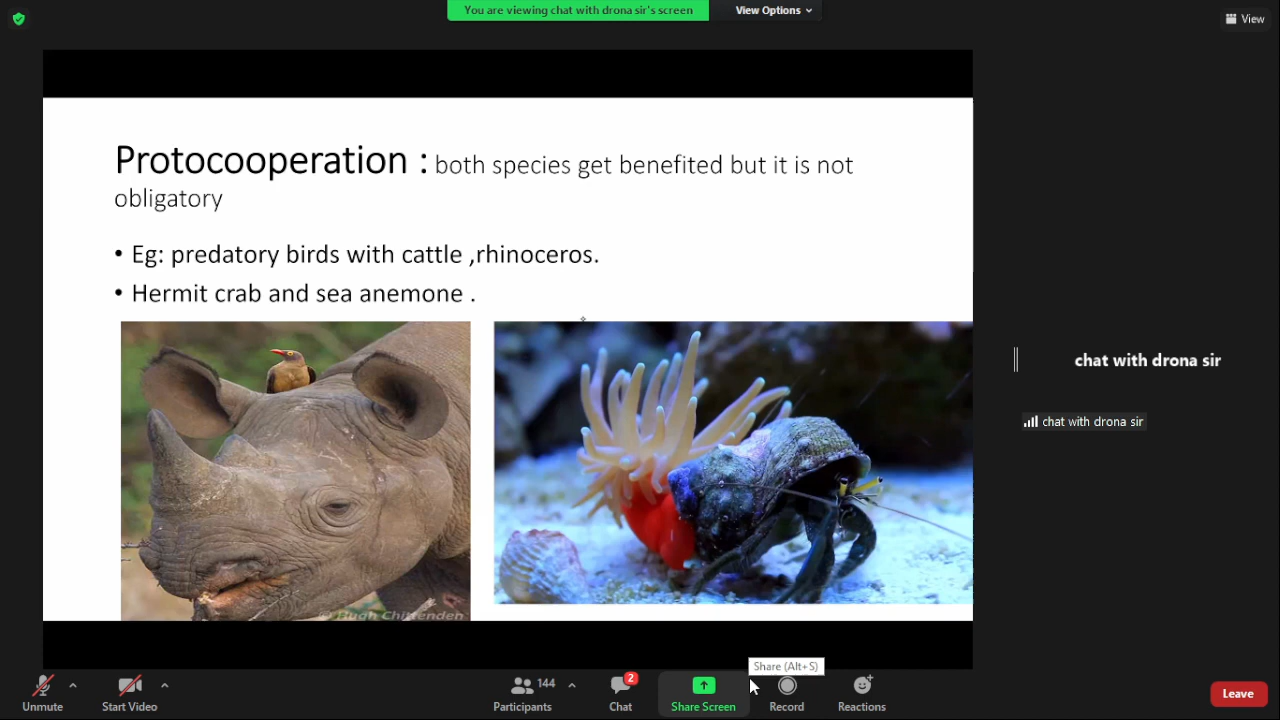 You are viewing chat with drona sir's screen
View Options
View
Protocooperation : both species get benefited but it is not
obligatory
• Eg: predatory birds with cattle ,rhinoceros.
• Hermit crab and sea anemone .
© Hugh Chittenden
chat with drona sir
chat with drona sir
Share (Alt+S)
144
2
Unmute
Start Video
Participants
Chat
Share Screen
Record
Reactions
Leave